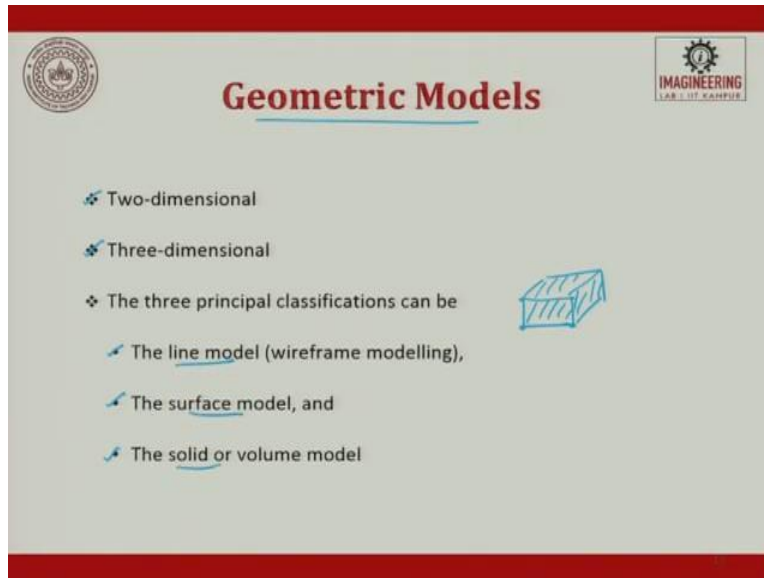 Geometric Models
IMAGINEERING
LAB | IIT KANPUR
Two-dimensional
Three-dimensional
The three principal classifications can be
The line model (wireframe modelling),
The surface model, and
The solid or volume model